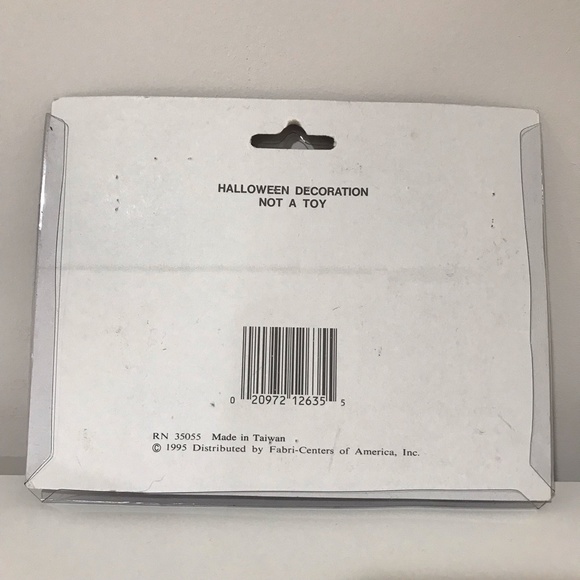 HALLOWEEN DECORATION
NOT A TOY
0 20972 12635 5
RN 35055 Made in Taiwan
© 1995 Distributed by Fabri-Centers of America, Inc.